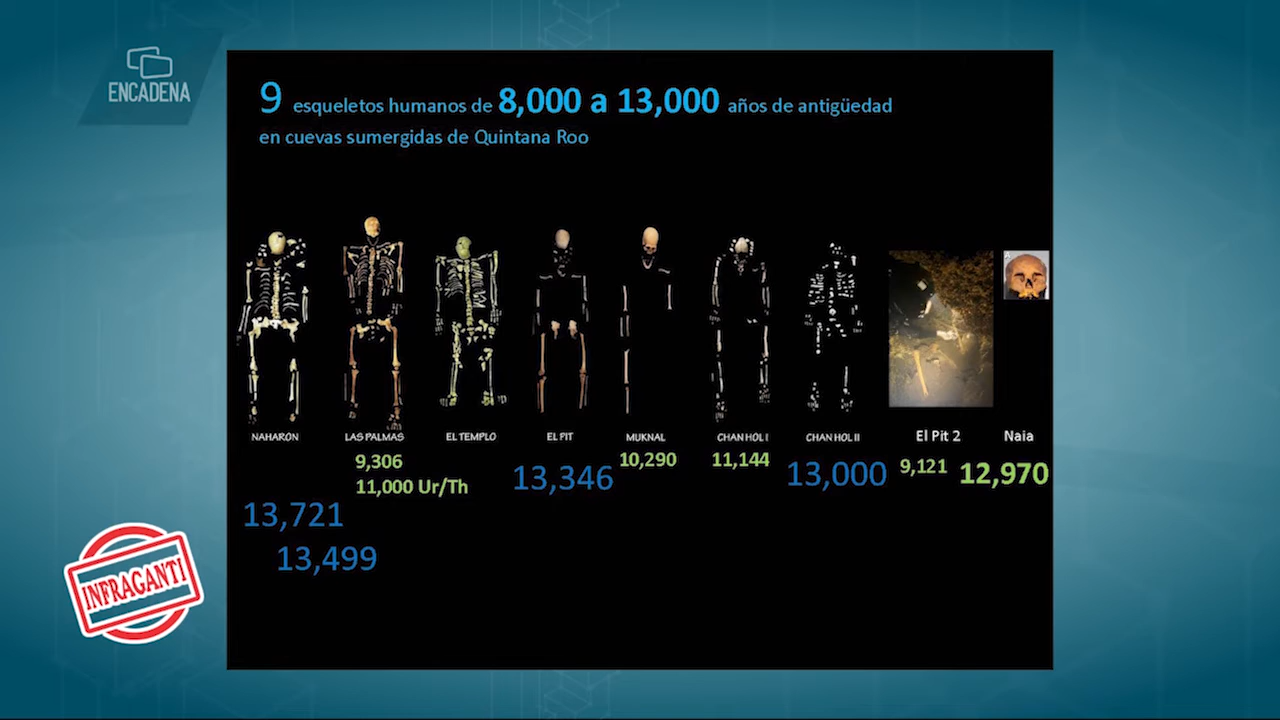 ENCADENA
9 esqueletos humanos de 8,000 a 13,000 años de antigüedad
en cuevas sumergidas de Quintana Roo
NAHARON
LAS PALMAS
EL TEMPLO
EL PIT
MUKNAL
CHAN HOL I
CHAN HOL II
El Pit 2
Naia
9,306
11,000 Ur/Th
13,346
10,290
11,144
13,000
9,121
12,970
13,721
13,499
INFRAGANTI